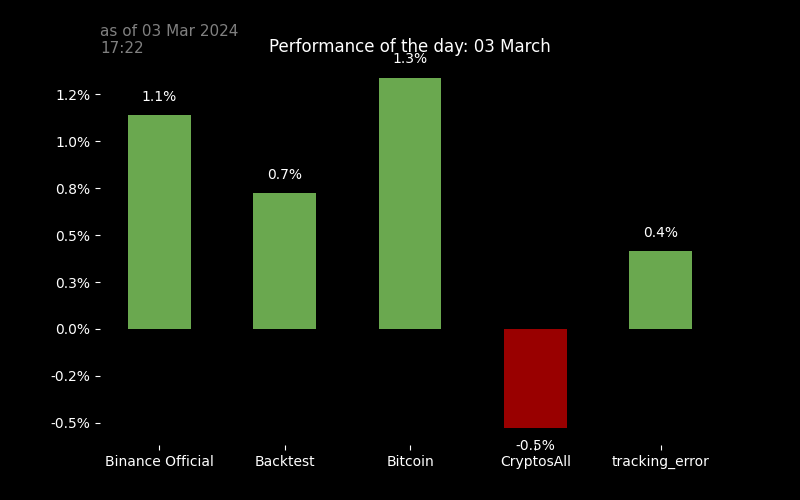 as of 03 Mar 2024
17:22
Performance of the day: 03 March
1.3%
1.2%
1.1%
1.0%
0.8%
0.7%
0.5%
0.4%
0.3%
0.0%
-0.2%
-0.5%
-0.5%
Binance Official
Backtest
Bitcoin
CryptosAll
tracking_error